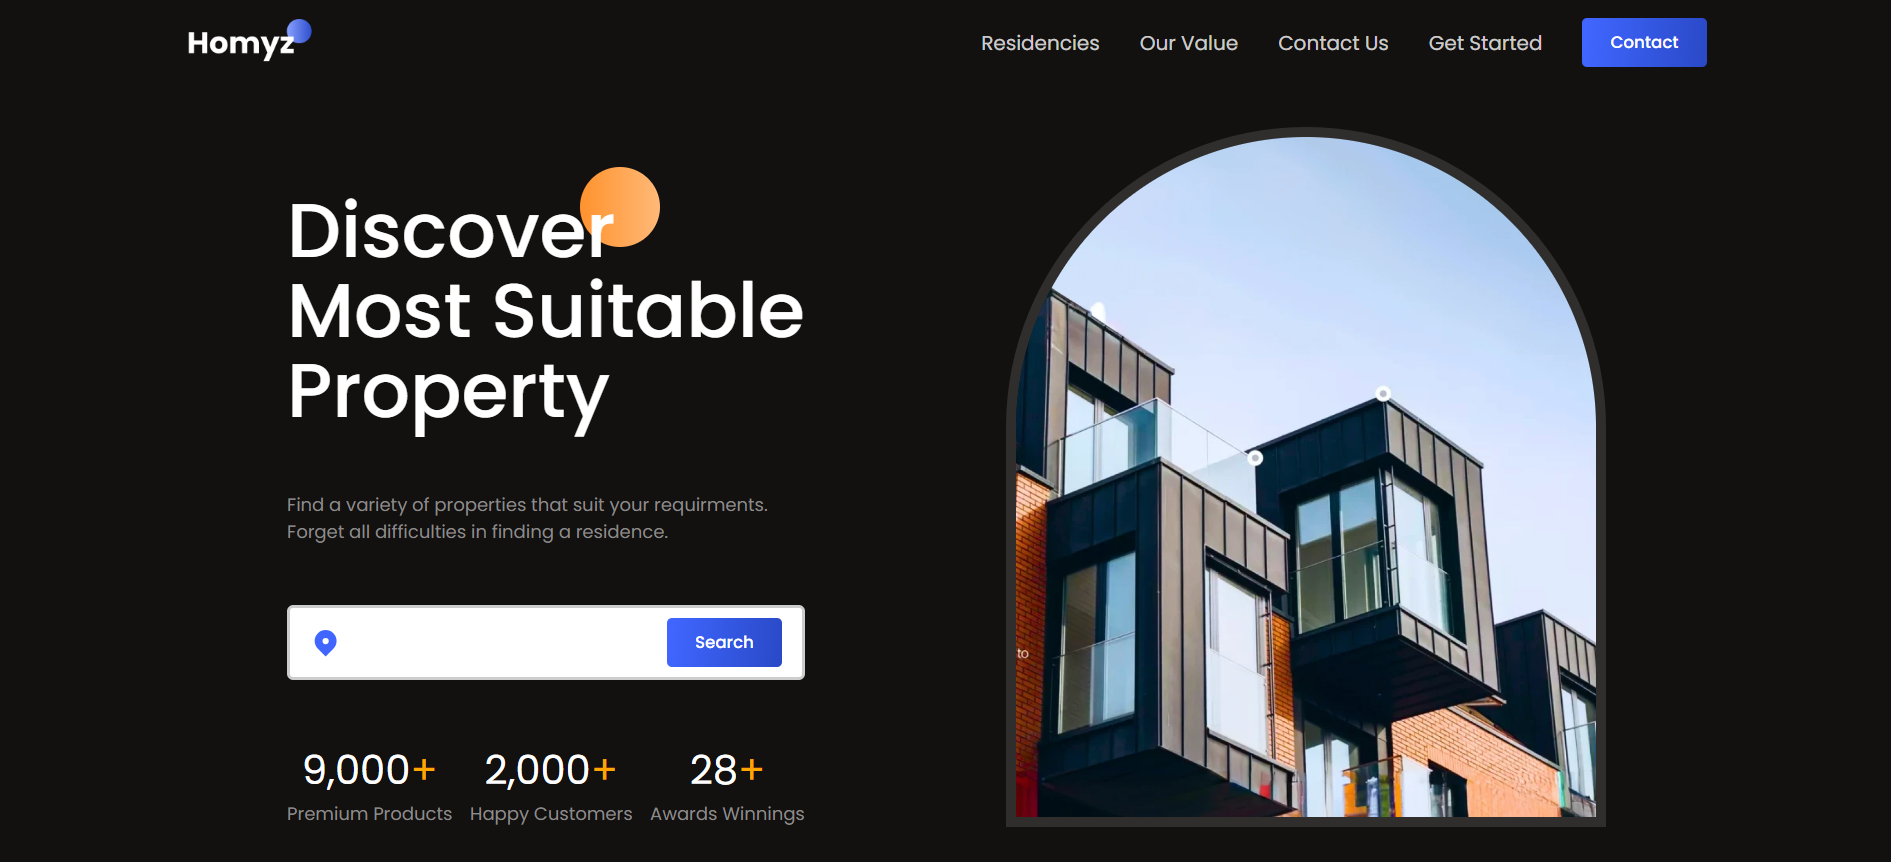 Homyz
Residencies Our Value Contact Us Get Started Contact
Discover
Most Suitable
Property
Find a variety of properties that suit your requirments.
Forget all difficulties in finding a residence.
Search
to
9,000+ 2,000+ 28+
Premium Products Happy Customers Awards Winnings